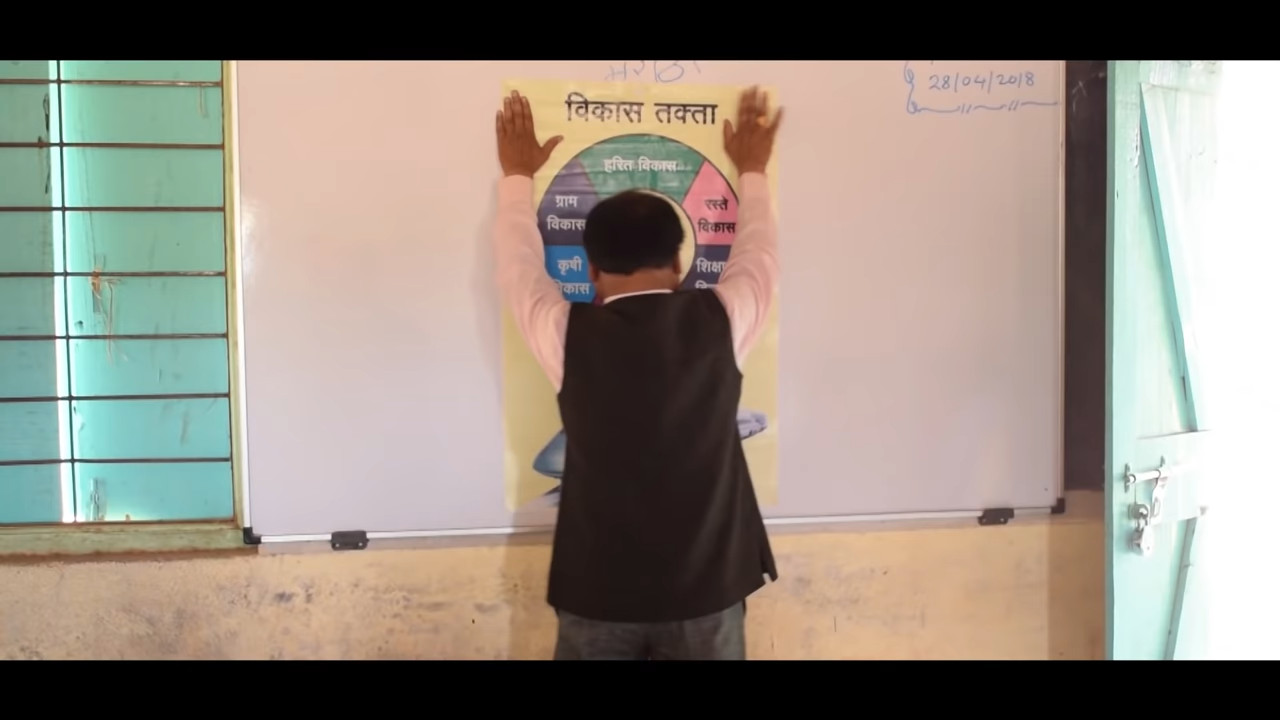 28/04/2018
विकास तक्ता
हरित विकास
ग्राम
विकास
रस्ते
विकास
कृषी
विकास